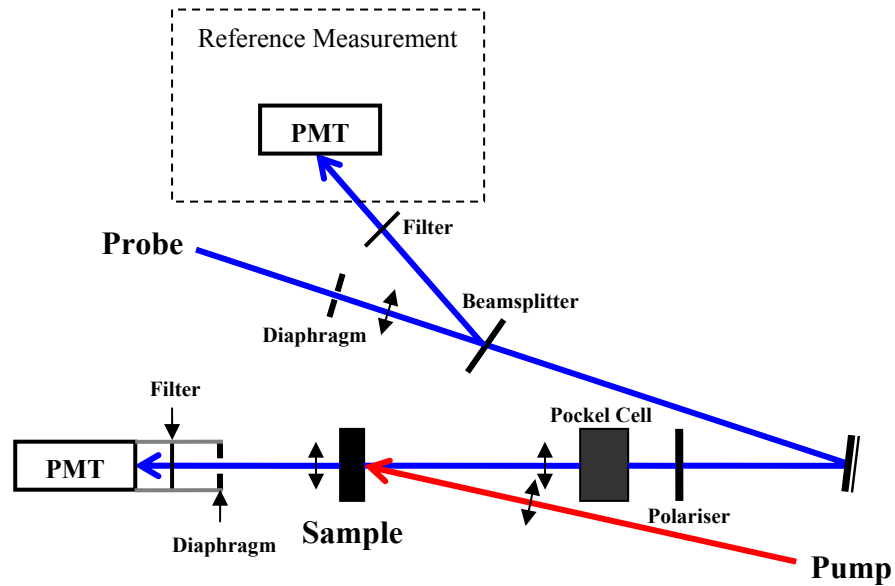 Reference Measurement
PMT
Filter
Probe
Beamsplitter
Diaphragm
Filter
Pockel Cell
PMT
Polariser
Sample
Diaphragm
Pump